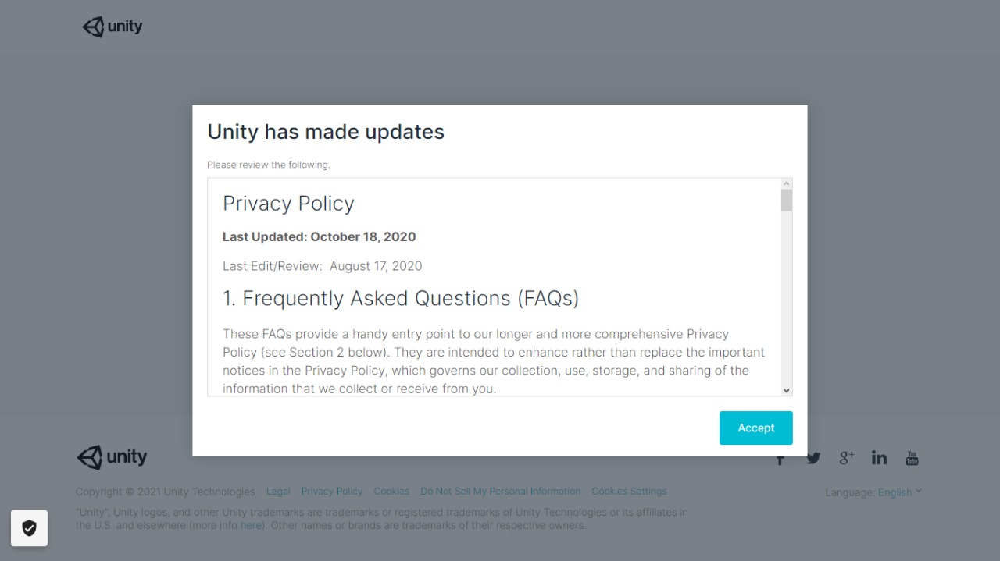 unity
Unity has made updates
Please review the following.
Privacy Policy
Last Updated: October 18, 2020
Last Edit/Review: August 17, 2020
1. Frequently Asked Questions (FAQs)
These FAQs provide a handy entry point to our longer and more comprehensive Privacy
Policy (see Section 2 below). They are intended to enhance rather than replace the important
notices in the Privacy Policy, which governs our collection, use, storage, and sharing of the
information that we collect or receive from you.
Accept
unity
f g+ in You Tube
Copyright © 2021 Unity Technologies Legal Privacy Policy Cookies Do Not Sell My Personal Information Cookies Settings
Language: English
"Unity", Unity logos, and other Unity trademarks are trademarks or registered trademarks of Unity Technologies or its affiliates in
the U.S. and elsewhere (more info here). Other names or brands are trademarks of their respective owners.